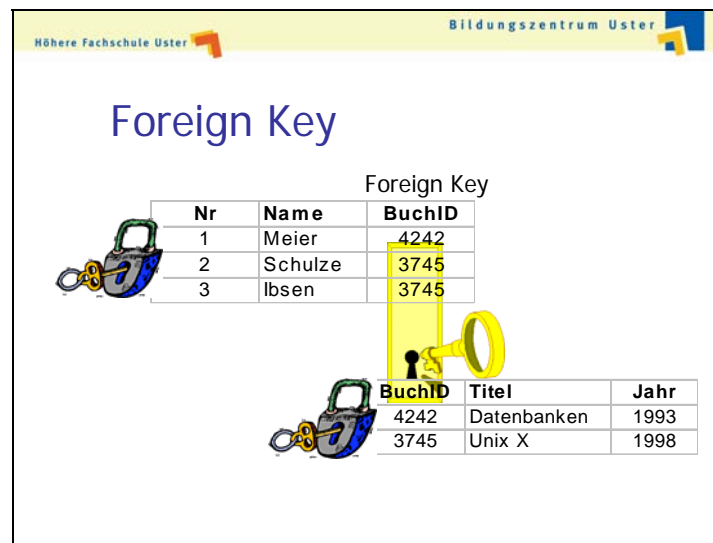 Höhere Fachschule Uster
Bildungszentrum Uster
Foreign Key
Foreign Key
Nr Name BuchID
1 Meier 4242
2 Schulze 3745
3 Ibsen 3745
BuchID Titel Jahr
4242 Datenbanken 1993
3745 Unix X 1998